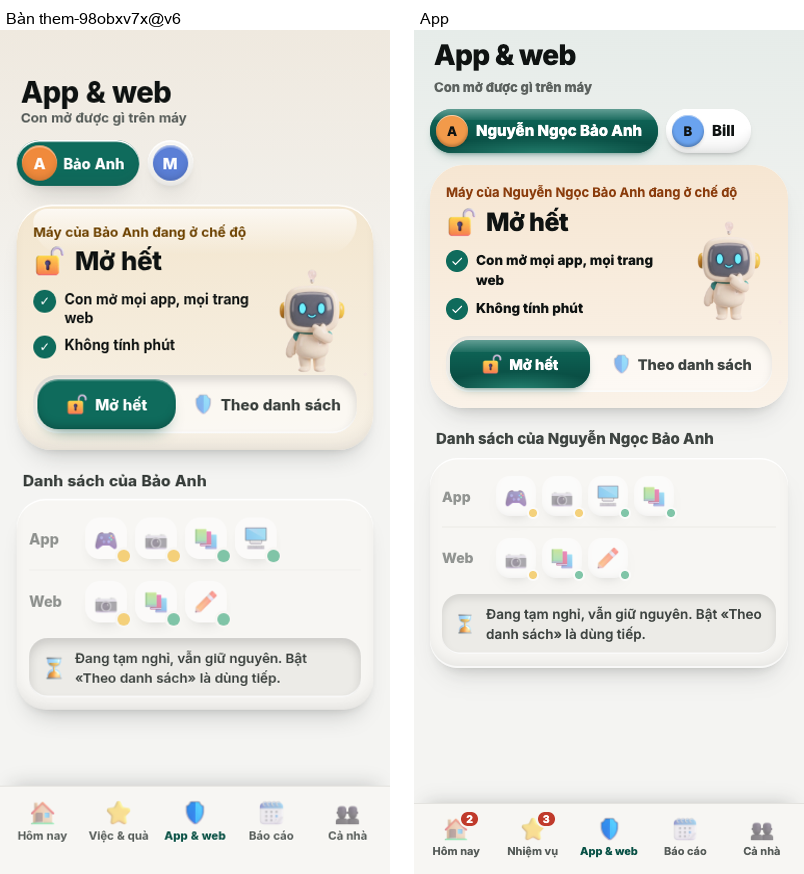 Bản them-98obxv7x@v6
App & web
Con mở được gì trên máy
A Bảo Anh
M
Máy của Bảo Anh đang ở chế độ
Mở hết
Con mở mọi app, mọi trang
web
Không tính phút
Mở hết
Theo danh sách
Danh sách của Bảo Anh
App
Web
Đang tạm nghỉ, vẫn giữ nguyên. Bật
«Theo danh sách» là dùng tiếp.
Hôm nay
Việc & quà
App & web
Báo cáo
Cả nhà
App
App & web
Con mở được gì trên máy
A Nguyễn Ngọc Bảo Anh
B Bill
Máy của Nguyễn Ngọc Bảo Anh đang ở chế độ
Mở hết
Con mở mọi app, mọi trang
web
Không tính phút
Mở hết
Theo danh sách
Danh sách của Nguyễn Ngọc Bảo Anh
App
Web
Đang tạm nghỉ, vẫn giữ nguyên. Bật «Theo
danh sách» là dùng tiếp.
2
3
Hôm nay
Nhiệm vụ
App & web
Báo cáo
Cả nhà